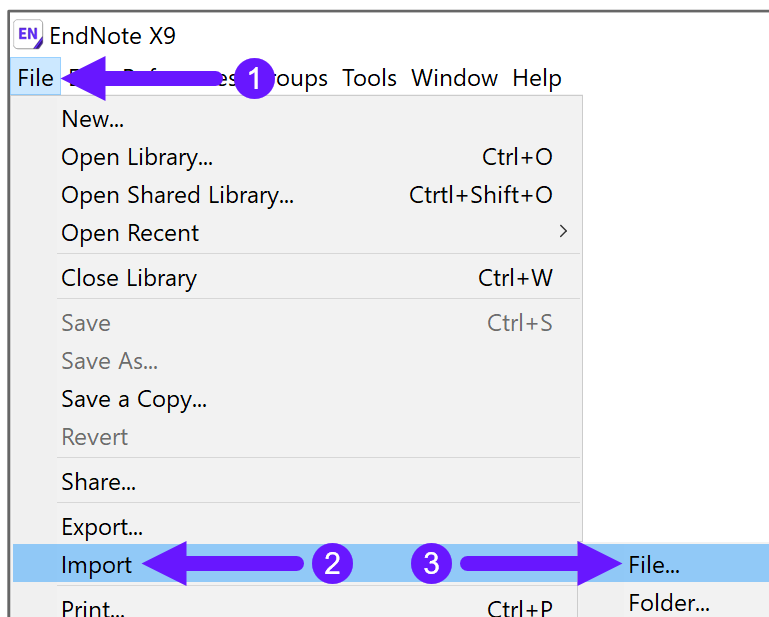 EN EndNote X9
File 1 Groups Tools Window Help
New...
Open Library... Ctrl+O
Open Shared Library... Ctrtl+Shift+O
Open Recent >
Close Library Ctrl+W
Save Ctrl+S
Save As...
Save a Copy...
Revert
Share...
Export...
Import 2 3 File...
Print... Ctrl+P Folder...